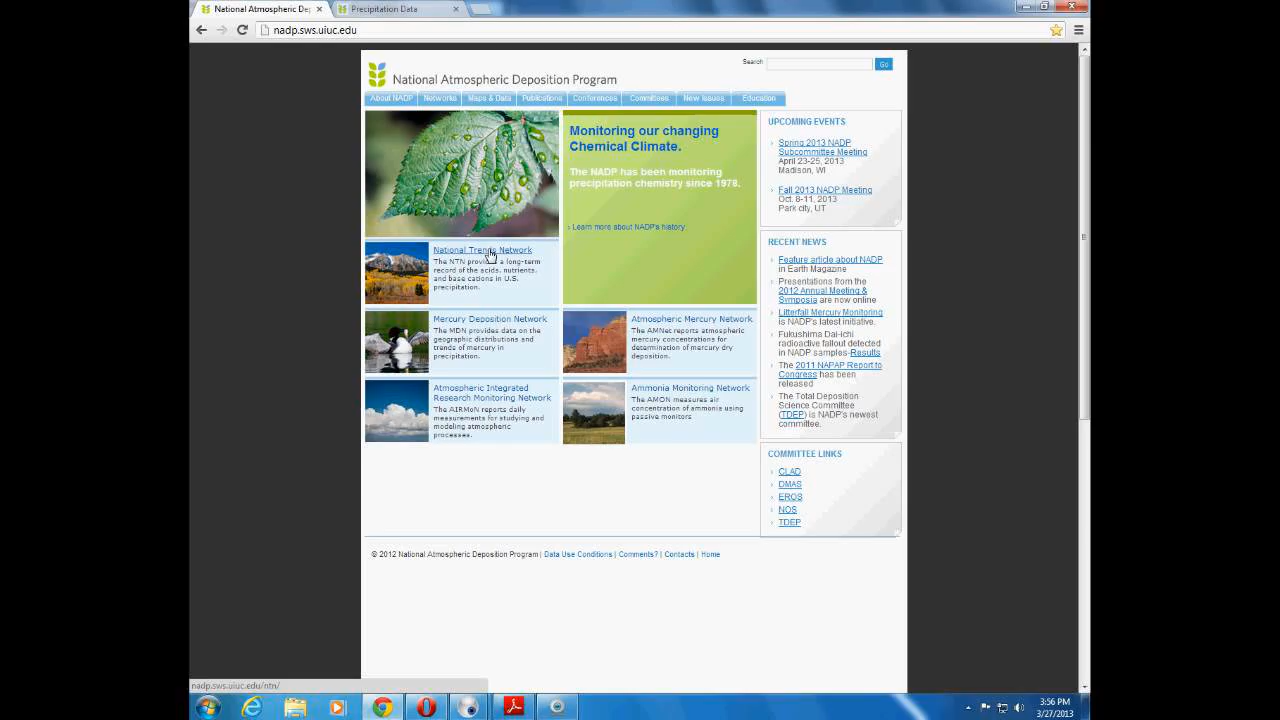 National Atmospheric De
Precipitation Data
nadp.sws.uiuc.edu
Search
Go
National Atmospheric Deposition Program
About NADP Networks Maps & Data Publications Conferences Committees New Issues Education
Monitoring our changing
Chemical Climate.
The NADP has been monitoring
precipitation chemistry since 1978.
› Learn more about NADP's history.
National Trends Network
The NTN provides a long-term
record of the acids, nutrients,
and base cations in U.S.
precipitation.
Mercury Deposition Network
The MDN provides data on the
geographic distributions and
trends of mercury in
precipitation.
Atmospheric Mercury Network
The AMNet reports atmospheric
mercury concentrations for
determination of mercury dry
deposition.
Atmospheric Integrated
Research Monitoring Network
The AIRMoN reports daily
measurements for studying and
modeling atmospheric
processes.
Ammonia Monitoring Network
The AMON measures air
concentration of ammonia using
passive monitors
UPCOMING EVENTS
› Spring 2013 NADP
Subcommittee Meeting
April 23-25, 2013
Madison, WI
› Fall 2013 NADP Meeting
Oct. 8-11, 2013
Park city, UT
RECENT NEWS
› Feature article about NADP
in Earth Magazine
› Presentations from the
2012 Annual Meeting &
Symposia are now online
› Litterfall Mercury Monitoring
is NADP's latest initiative.
› Fukushima Dai-ichi
radioactive fallout detected
in NADP samples-Results
› The 2011 NAPAP Report to
Congress has been
released
› The Total Deposition
Science Committee
(TDEP) is NADP's newest
committee.
COMMITTEE LINKS
› CLAD
› DMAS
› EROS
› NOS
› TDEP
© 2012 National Atmospheric Deposition Program | Data Use Conditions | Comments? | Contacts | Home
nadp.sws.uiuc.edu/ntn/
3:56 PM
3/27/2013